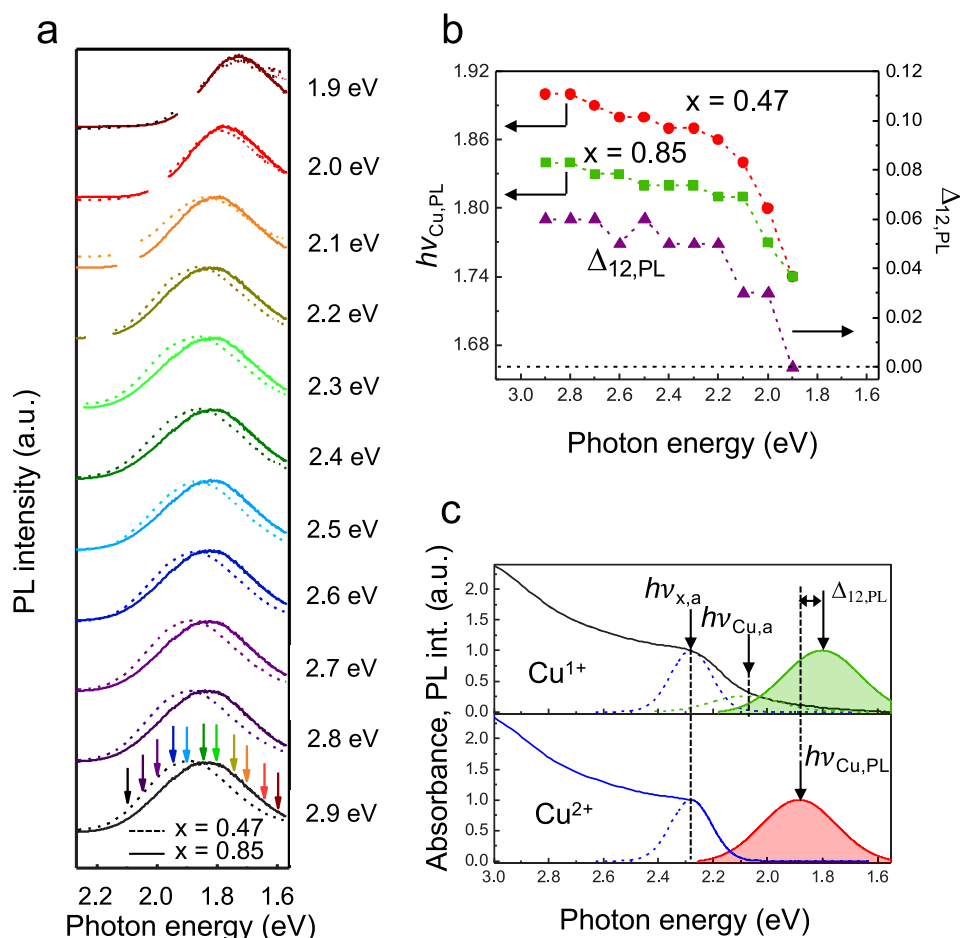 a
PL intensity (a.u.)
1.9 eV
2.0 eV
2.1 eV
2.2 eV
2.3 eV
2.4 eV
2.5 eV
2.6 eV
2.7 eV
2.8 eV
2.9 eV
x = 0.47
x = 0.85
2.2 2.0 1.8 1.6
Photon energy (eV)
b
1.92 0.12
1.86 0.10
1.80 0.08
1.74 0.06
1.68 0.04
0.02
0.00
hνCu,PL
Δ12,PL
x = 0.47
x = 0.85
Δ12,PL
3.0 2.8 2.6 2.4 2.2 2.0 1.8 1.6
Photon energy (eV)
c
Absorbance, PL int. (a.u.)
2.0
1.5
1.0
0.5
0.0
hνx,a
hνCu,a
Δ12,PL
Cu1+
2.0
1.5
1.0
0.5
0.0
hνCu,PL
Cu2+
3.0 2.8 2.6 2.4 2.2 2.0 1.8 1.6
Photon energy (eV)